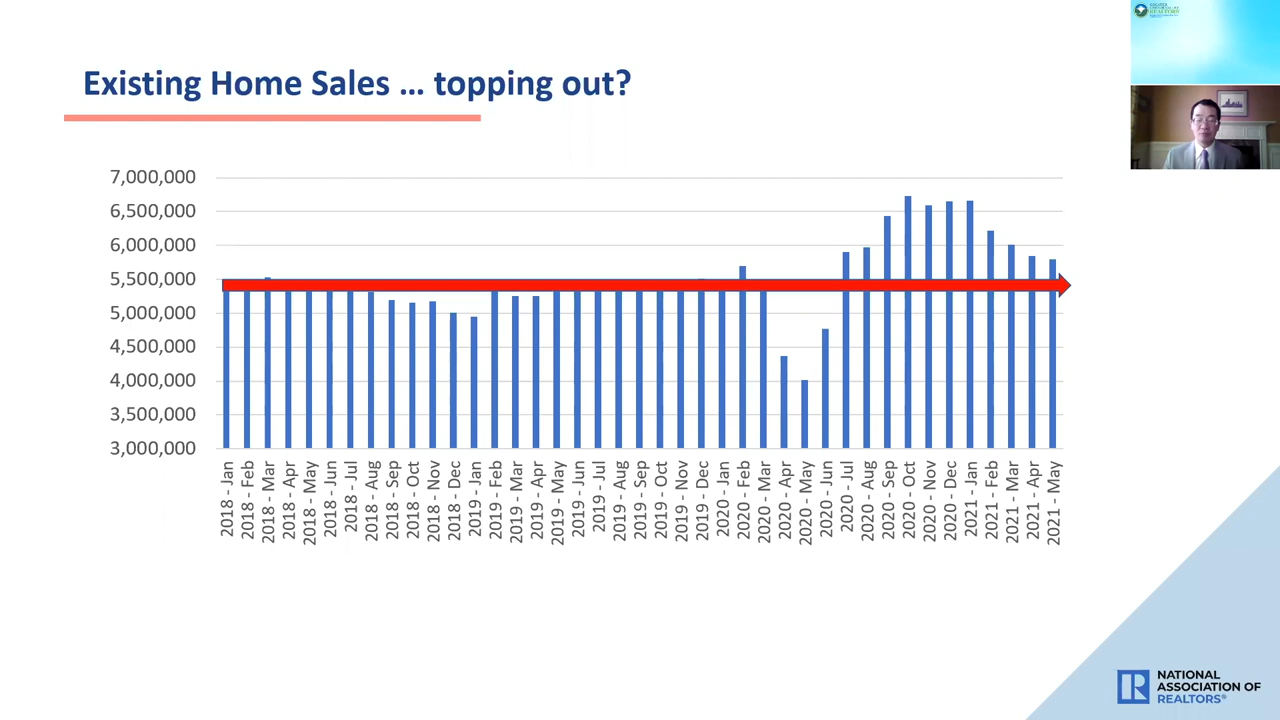 Existing Home Sales … topping out?
7,000,000
6,500,000
6,000,000
5,500,000
5,000,000
4,500,000
4,000,000
3,500,000
3,000,000
2018 - Jan
2018 - Feb
2018 - Mar
2018 - Apr
2018 - May
2018 - Jun
2018 - Jul
2018 - Aug
2018 - Sep
2018 - Oct
2018 - Nov
2018 - Dec
2019 - Jan
2019 - Feb
2019 - Mar
2019 - Apr
2019 - May
2019 - Jun
2019 - Jul
2019 - Aug
2019 - Sep
2019 - Oct
2019 - Nov
2019 - Dec
2020 - Jan
2020 - Feb
2020 - Mar
2020 - Apr
2020 - May
2020 - Jun
2020 - Jul
2020 - Aug
2020 - Sep
2020 - Oct
2020 - Nov
2020 - Dec
2021 - Jan
2021 - Feb
2021 - Mar
2021 - Apr
2021 - May
REALTORS
NATIONAL
ASSOCIATION OF
REALTORS®